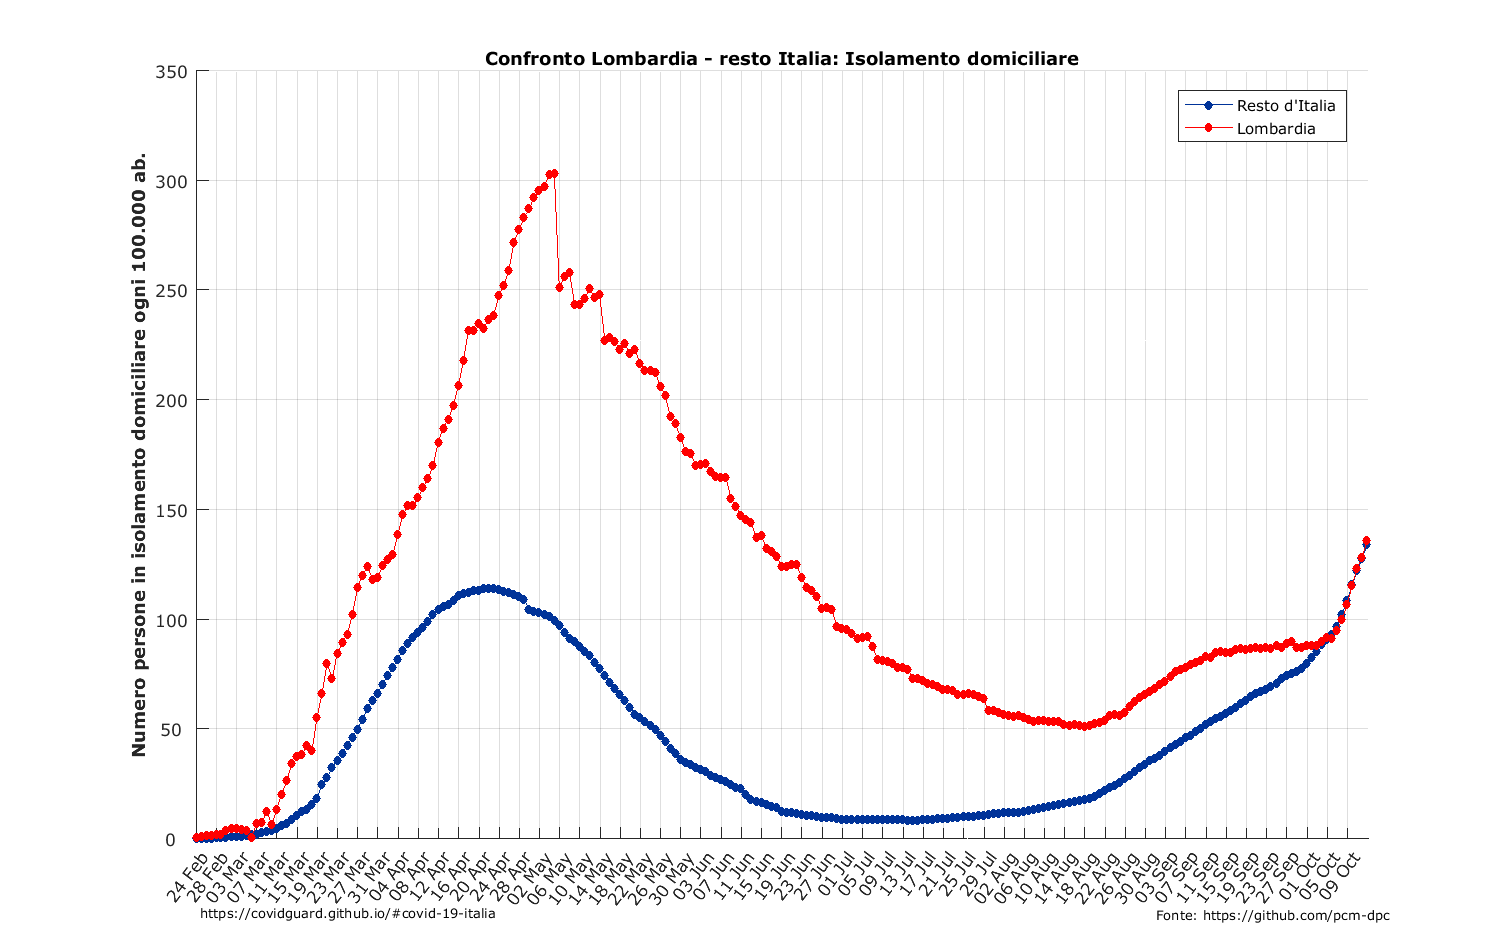 Confronto Lombardia - resto Italia: Isolamento domiciliare
Numero persone in isolamento domiciliare ogni 100.000 ab.
350
300
250
200
150
100
50
0
Resto d'Italia
Lombardia
24 Feb
28 Feb
03 Mar
07 Mar
11 Mar
15 Mar
19 Mar
23 Mar
27 Mar
31 Mar
04 Apr
08 Apr
12 Apr
16 Apr
20 Apr
24 Apr
28 Apr
02 May
06 May
10 May
14 May
18 May
22 May
26 May
30 May
03 Jun
07 Jun
11 Jun
15 Jun
19 Jun
23 Jun
27 Jun
01 Jul
05 Jul
09 Jul
13 Jul
17 Jul
21 Jul
25 Jul
29 Jul
02 Aug
06 Aug
10 Aug
14 Aug
18 Aug
22 Aug
26 Aug
30 Aug
03 Sep
07 Sep
11 Sep
15 Sep
19 Sep
23 Sep
27 Sep
01 Oct
05 Oct
09 Oct
https://covidguard.github.io/#covid-19-italia
Fonte: https://github.com/pcm-dpc